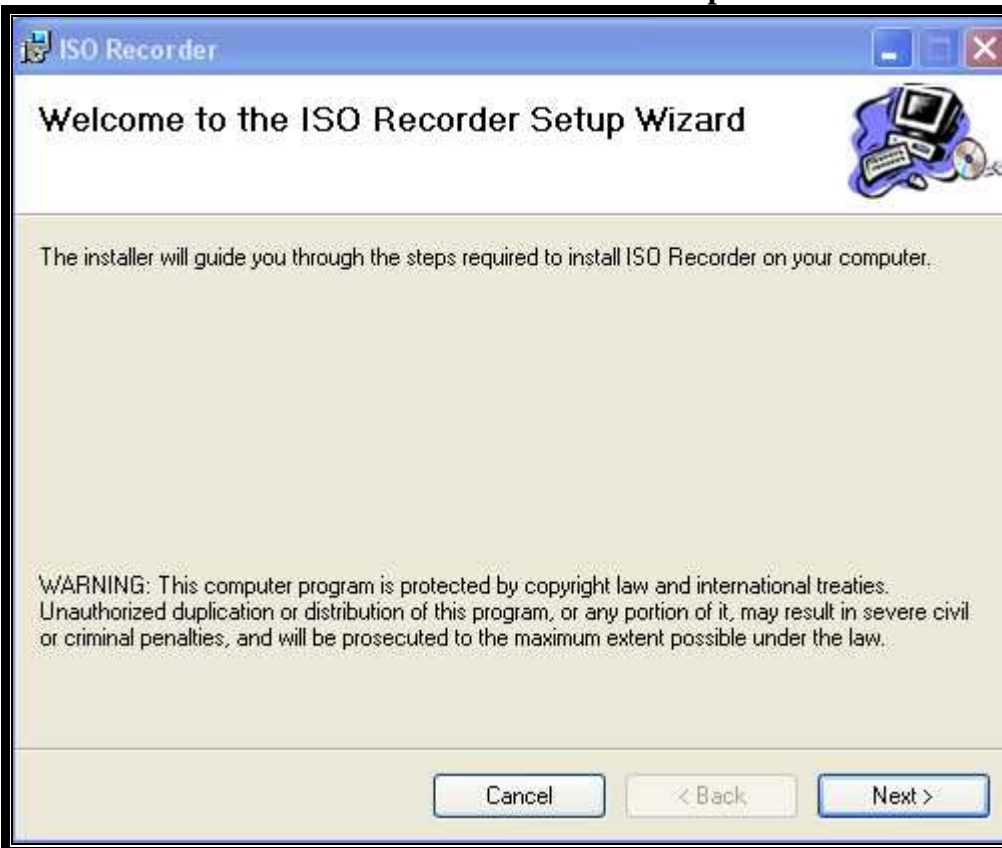 ISO Recorder
Welcome to the ISO Recorder Setup Wizard
The installer will guide you through the steps required to install ISO Recorder on your computer.
WARNING: This computer program is protected by copyright law and international treaties.
Unauthorized duplication or distribution of this program, or any portion of it, may result in severe civil
or criminal penalties, and will be prosecuted to the maximum extent possible under the law.
Cancel
< Back
Next >